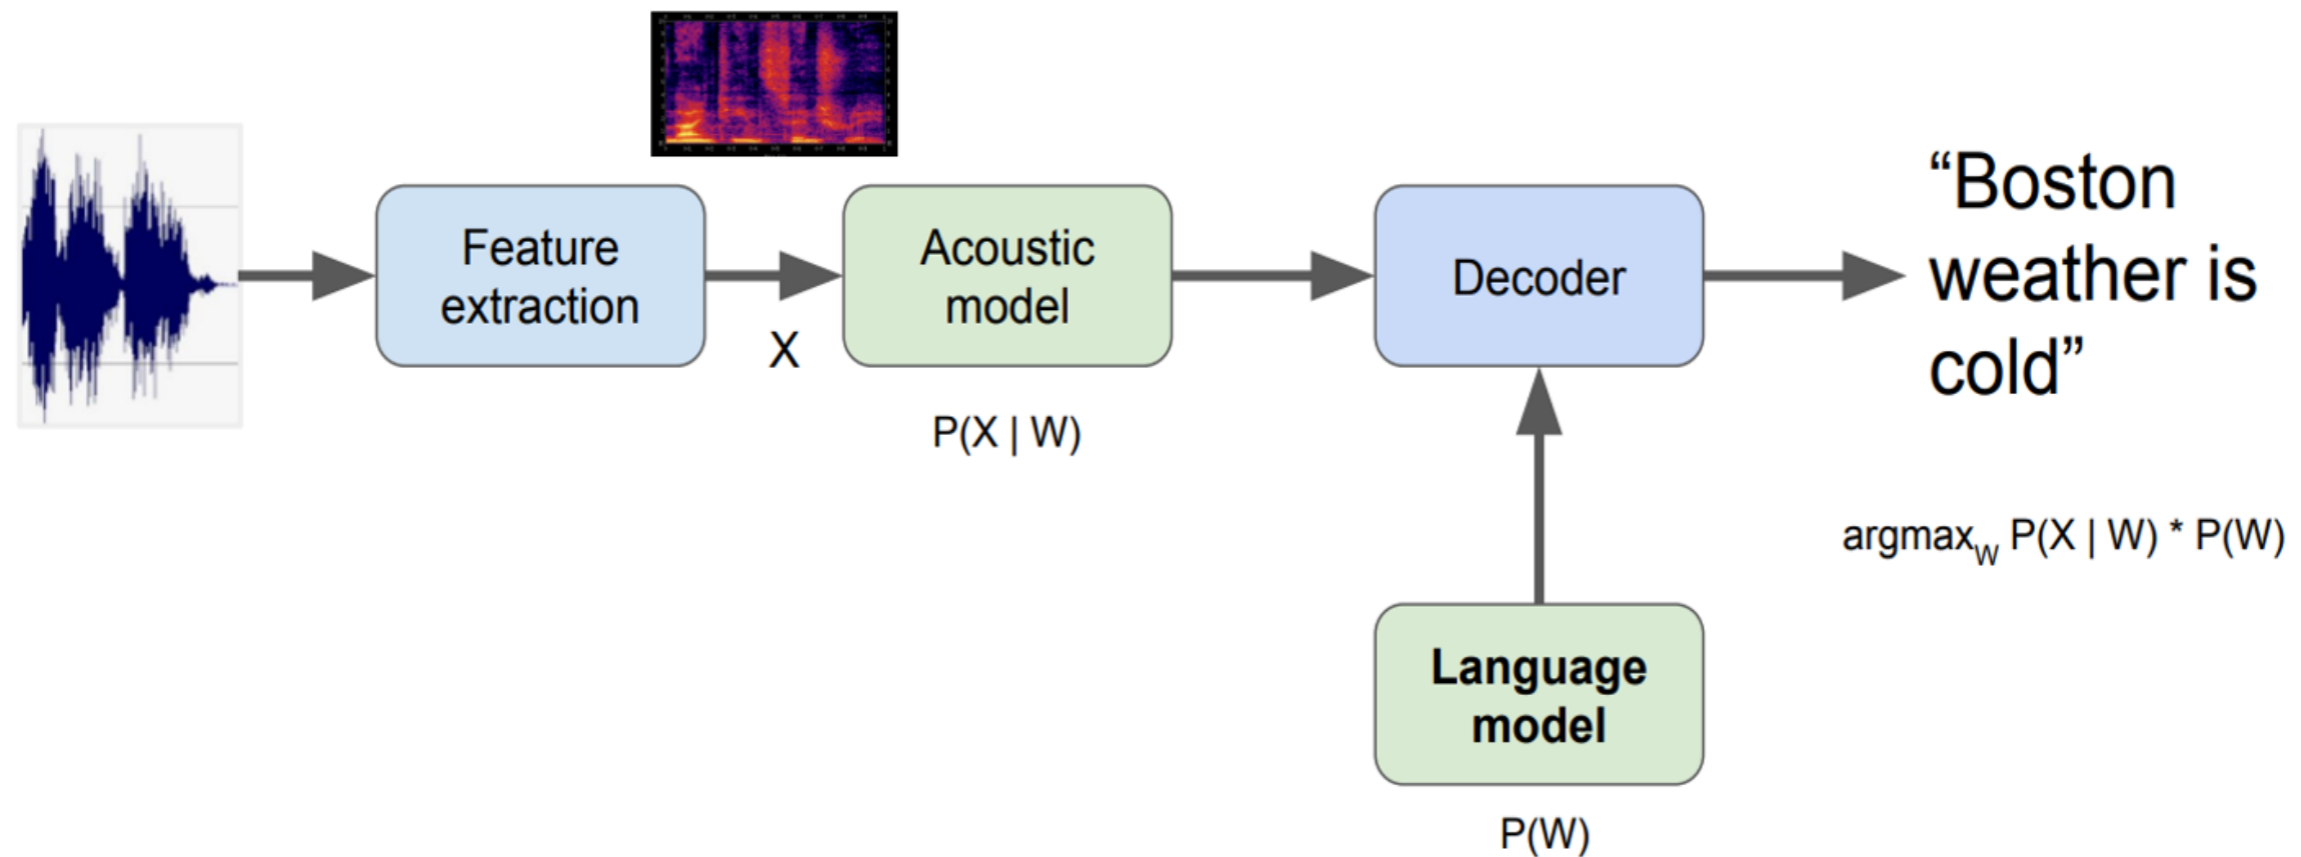 Feature
extraction
X
Acoustic
model
P(X | W)
Decoder
Language
model
P(W)
“Boston
weather is
cold”
argmaxW P(X | W) * P(W)